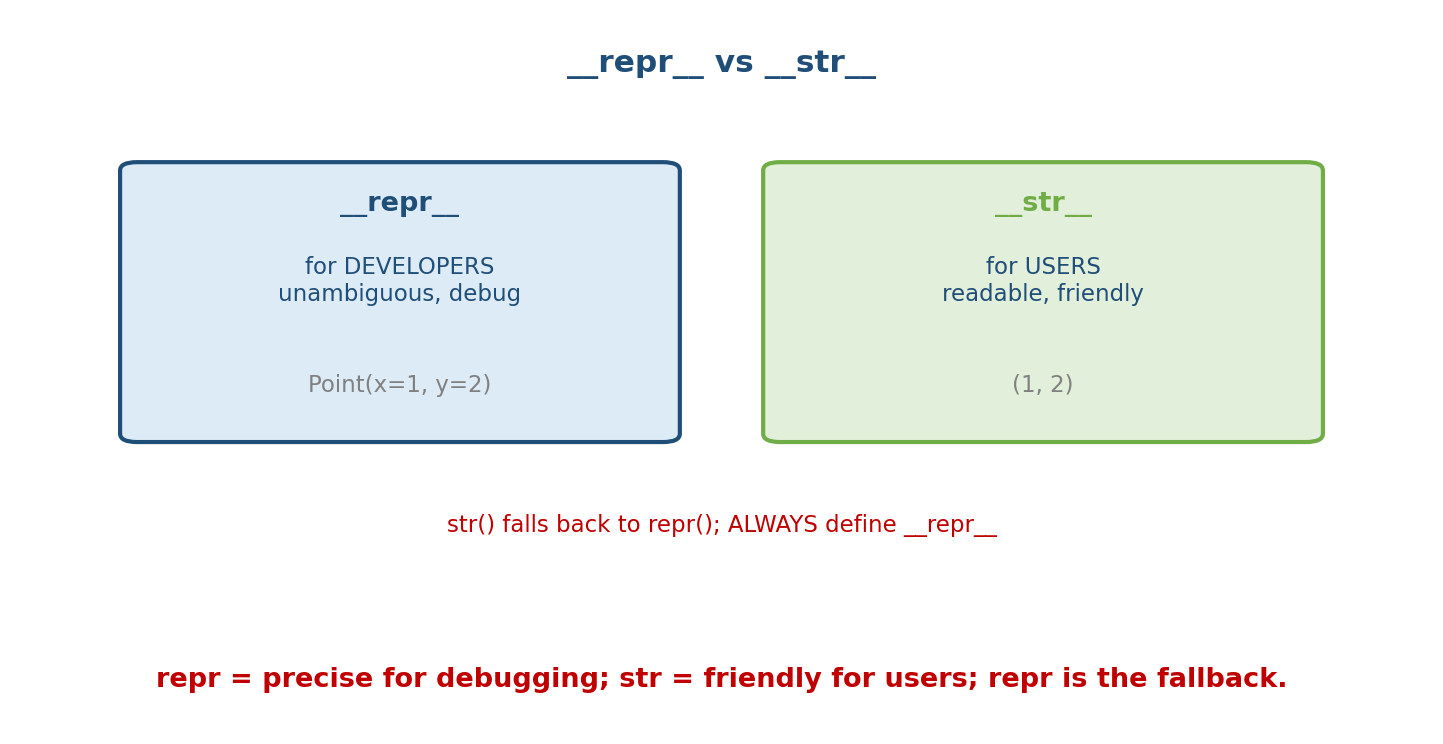 __repr__ vs __str__
__repr__
for DEVELOPERS
unambiguous, debug
Point(x=1, y=2)
__str__
for USERS
readable, friendly
(1, 2)
str() falls back to repr(); ALWAYS define __repr__
repr = precise for debugging; str = friendly for users; repr is the fallback.